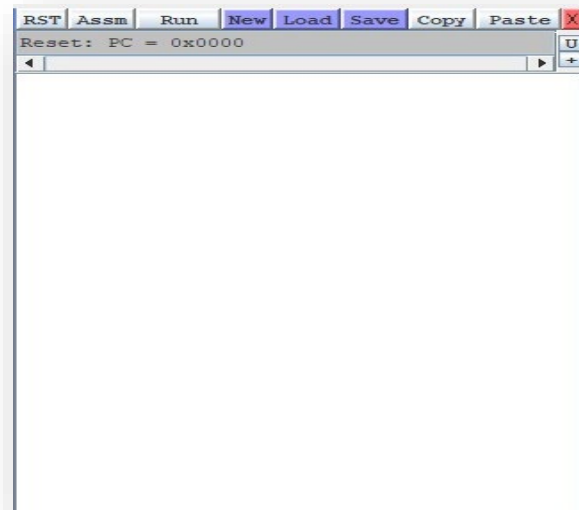 RST Assm Run New Load Save Copy Paste X
Reset: PC = 0x0000 U
+